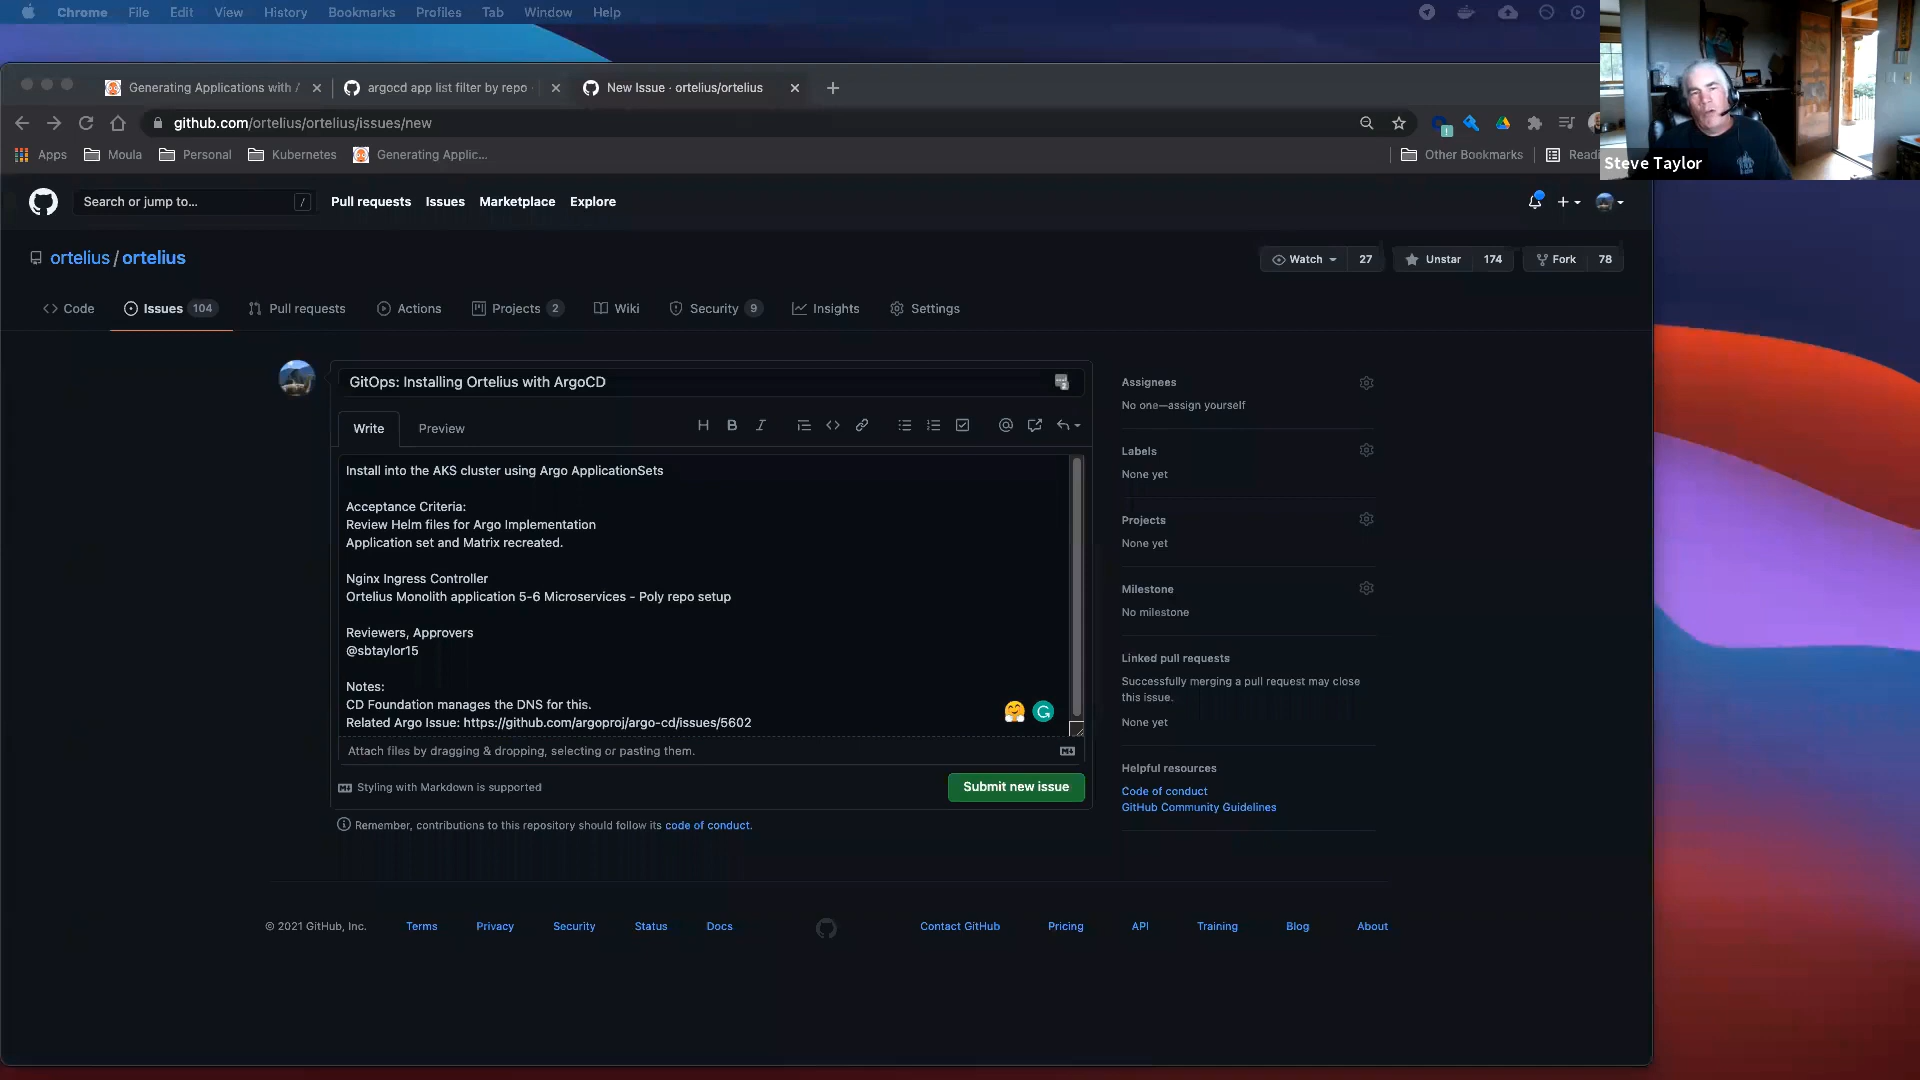 Chrome File Edit View History Bookmarks Profiles Tab Window Help
Generating Applications with /
argocd app list filter by repo
New Issue · ortelius/ortelius
github.com/ortelius/ortelius/issues/new
Apps Moula Personal Kubernetes Generating Applic... Other Bookmarks
Steve Taylor
Search or jump to... /
Pull requests Issues Marketplace Explore
ortelius / ortelius
Watch 27 Unstar 174 Fork 78
Code Issues 104 Pull requests Actions Projects 2 Wiki Security 9 Insights Settings
GitOps: Installing Ortelius with ArgoCD
Write Preview
Install into the AKS cluster using Argo ApplicationSets
Acceptance Criteria:
Review Helm files for Argo Implementation
Application set and Matrix recreated.
Nginx Ingress Controller
Ortelius Monolith application 5-6 Microservices - Poly repo setup
Reviewers, Approvers
@sbtaylor15
Notes:
CD Foundation manages the DNS for this.
Related Argo Issue: https://github.com/argoproj/argo-cd/issues/5602
Attach files by dragging & dropping, selecting or pasting them.
Styling with Markdown is supported
Submit new issue
Remember, contributions to this repository should follow its code of conduct.
Assignees
No one—assign yourself
Labels
None yet
Projects
None yet
Milestone
No milestone
Linked pull requests
Successfully merging a pull request may close
this issue.
None yet
Helpful resources
Code of conduct
GitHub Community Guidelines
© 2021 GitHub, Inc. Terms Privacy Security Status Docs Contact GitHub Pricing API Training Blog About